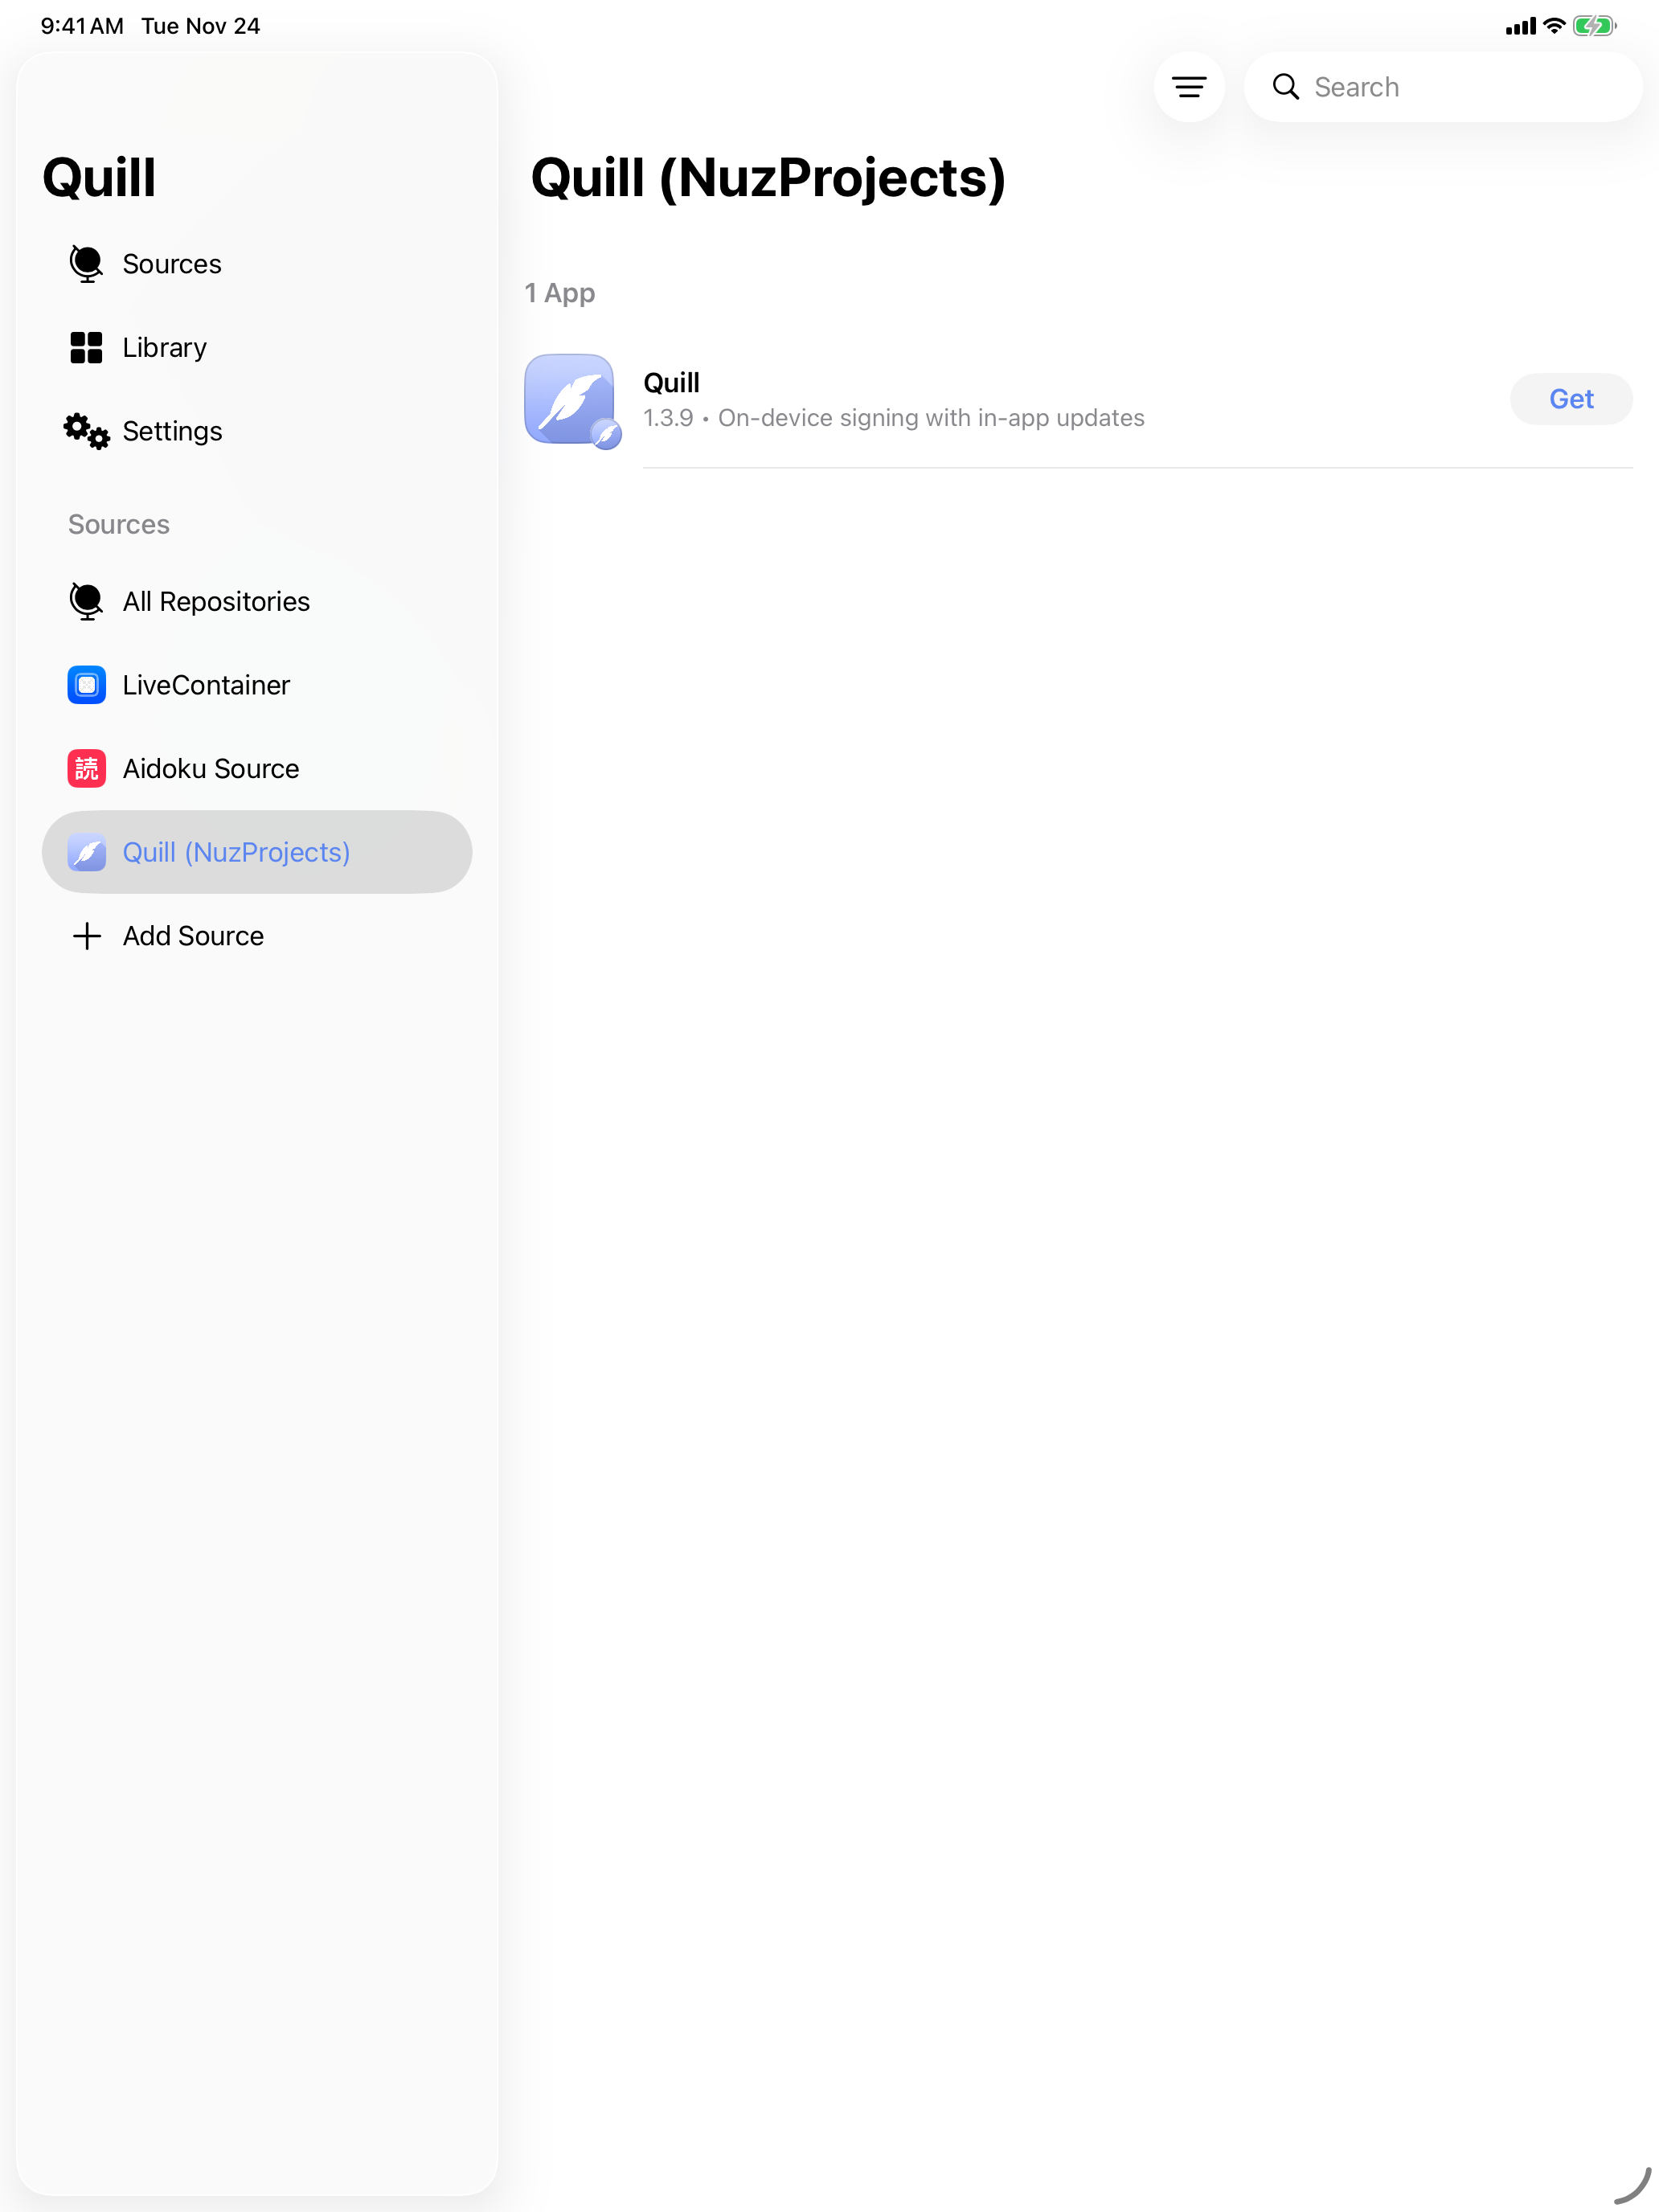 9:41 AM Tue Nov 24
Search
Quill
Sources
Library
Settings
Sources
All Repositories
LiveContainer
読 Aidoku Source
Quill (NuzProjects)
Add Source
Quill (NuzProjects)
1 App
Quill
1.3.9 • On-device signing with in-app updates
Get